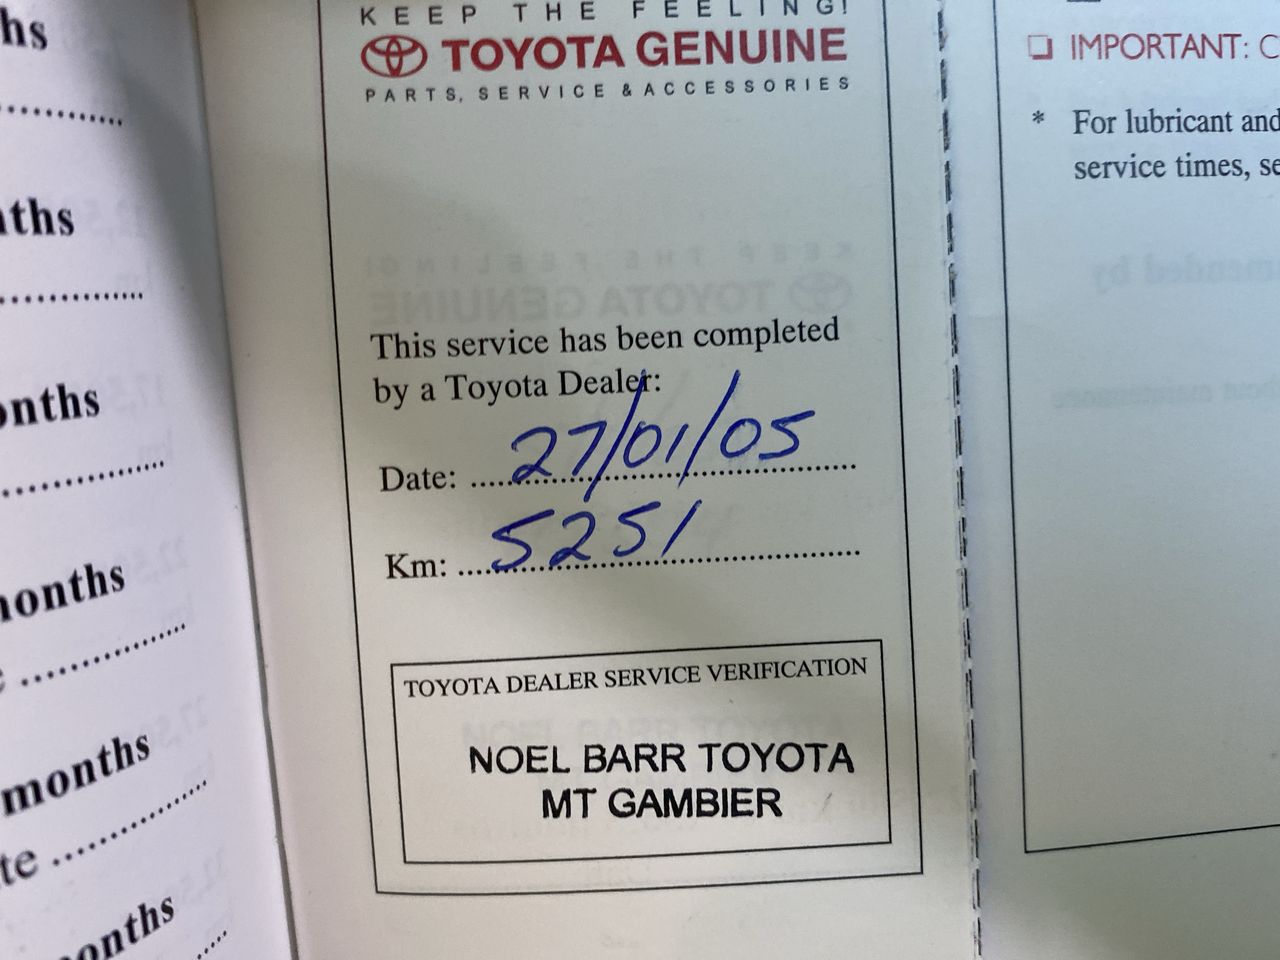 hs
nths
onths
months
months
te
onths
KEEP THE FEELING!
TOYOTA GENUINE
PARTS, SERVICE & ACCESSORIES
This service has been completed
by a Toyota Dealer:
Date: 27/01/05
Km: 5251
TOYOTA DEALER SERVICE VERIFICATION
NOEL BARR TOYOTA
MT GAMBIER
IMPORTANT: C
* For lubricant and
service times, se